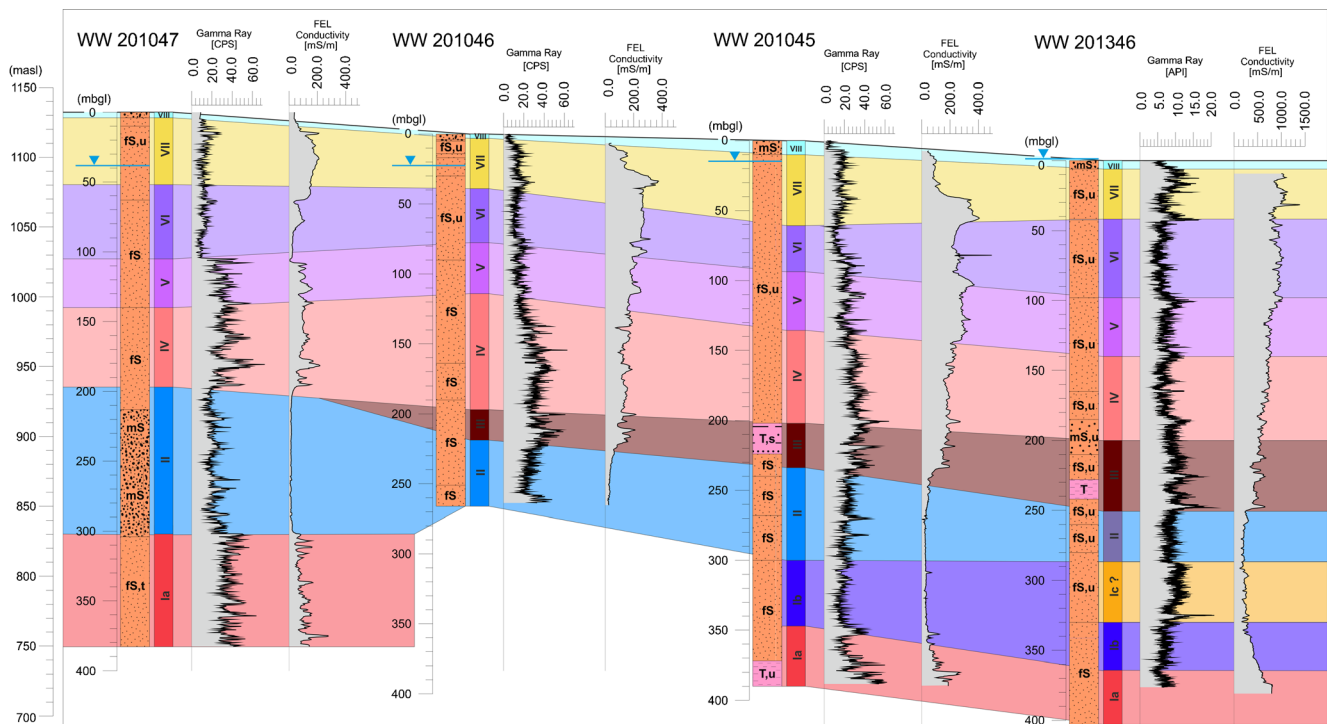 WW 201047
Gamma Ray
[CPS]
FEL
Conductivity
[mS/m]
0.0
20.0
40.0
60.0
0.0
200.0
400.0
WW 201046
Gamma Ray
[CPS]
FEL
Conductivity
[mS/m]
0.0
20.0
40.0
60.0
0.0
200.0
400.0
WW 201045
Gamma Ray
[CPS]
FEL
Conductivity
[mS/m]
0.0
20.0
40.0
60.0
0.0
200.0
400.0
WW 201346
Gamma Ray
[API]
FEL
Conductivity
[mS/m]
0.0
5.0
10.0
15.0
20.0
0.0
500.0
1000.0
1500.0
(masl)
1150
1100
1050
1000
950
900
850
800
750
700
(mbgl)
0
50
100
150
200
250
300
350
400
fS,u
fS
fS
mS
mS
fS,t
VIII
VII
VI
V
IV
II
Ia
(mbgl)
0
50
100
150
200
250
300
350
400
fS,u
fS,u
fS
fS
fS
fS
VIII
VII
VI
V
IV
III
II
(mbgl)
0
50
100
150
200
250
300
350
400
mS
fS,u
T,s
fS
fS
fS
fS
T,u
VIII
VII
VI
V
IV
III
II
Ib
Ia
(mbgl)
0
50
100
150
200
250
300
350
400
mS
fS,u
fS,u
fS,u
fS,u
mS,u
fS,u
T
fS,u
fS,u
fS,u
fS
VIII
VII
VI
V
IV
III
II
Ic ?
Ib
Ia